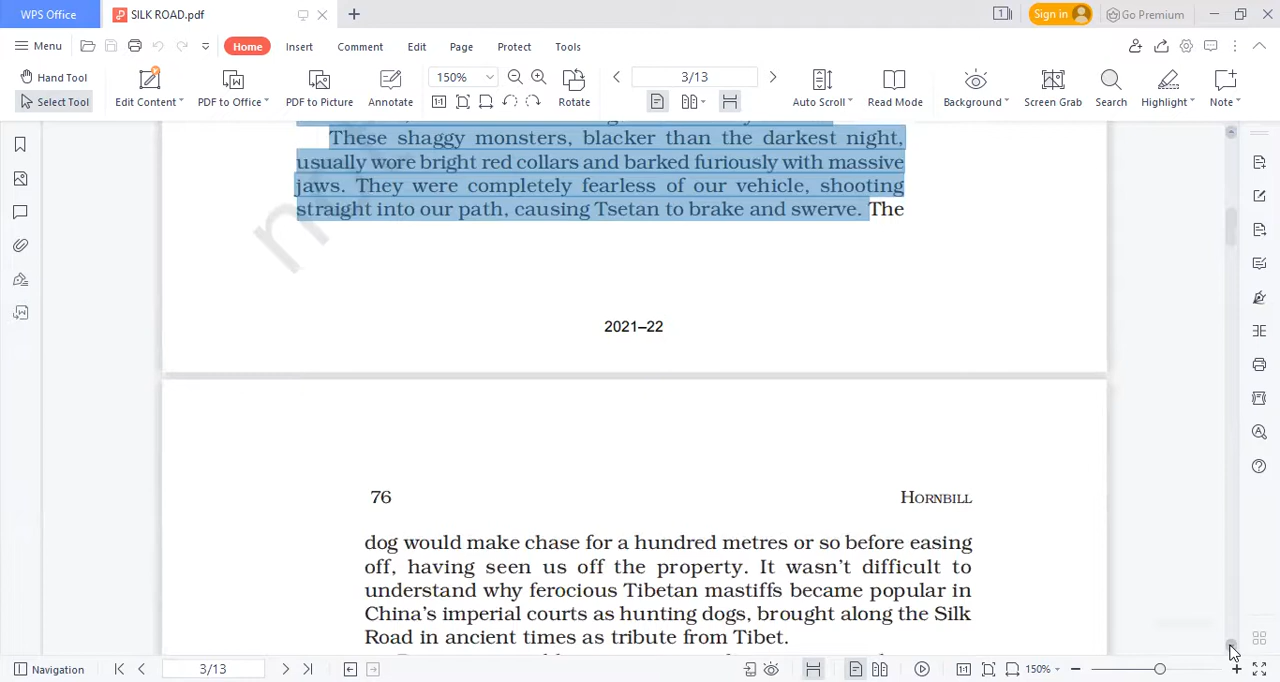 WPS Office
SILK ROAD.pdf
Sign in
Go Premium
Menu
Home
Insert
Comment
Edit
Page
Protect
Tools
Hand Tool
Select Tool
Edit Content
PDF to Office
PDF to Picture
Annotate
150%
Rotate
3/13
Auto Scroll
Read Mode
Background
Screen Grab
Search
Highlight
Note
These shaggy monsters, blacker than the darkest night,
usually wore bright red collars and barked furiously with massive
jaws. They were completely fearless of our vehicle, shooting
straight into our path, causing Tsetan to brake and swerve. The
2021–22
76
HORNBILL
dog would make chase for a hundred metres or so before easing
off, having seen us off the property. It wasn't difficult to
understand why ferocious Tibetan mastiffs became popular in
China's imperial courts as hunting dogs, brought along the Silk
Road in ancient times as tribute from Tibet.
Navigation
3/13
150%